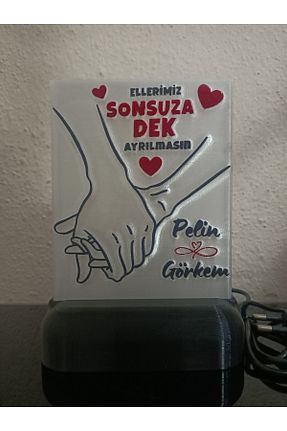 ELLERİMİZ
SONSUZA
DEK
AYRILMASIN
Pelin
Görkem